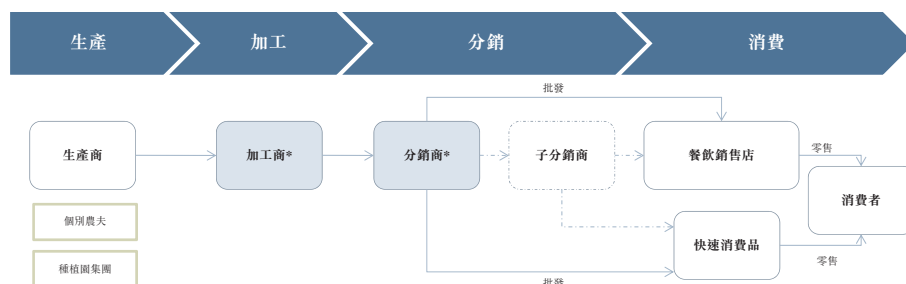 生產
加工
分銷
消費
批發
生產商
加工商*
分銷商*
子分銷商
餐飲銷售店
零售
消費者
個別農夫
快速消費品
種植園集團
零售
批發